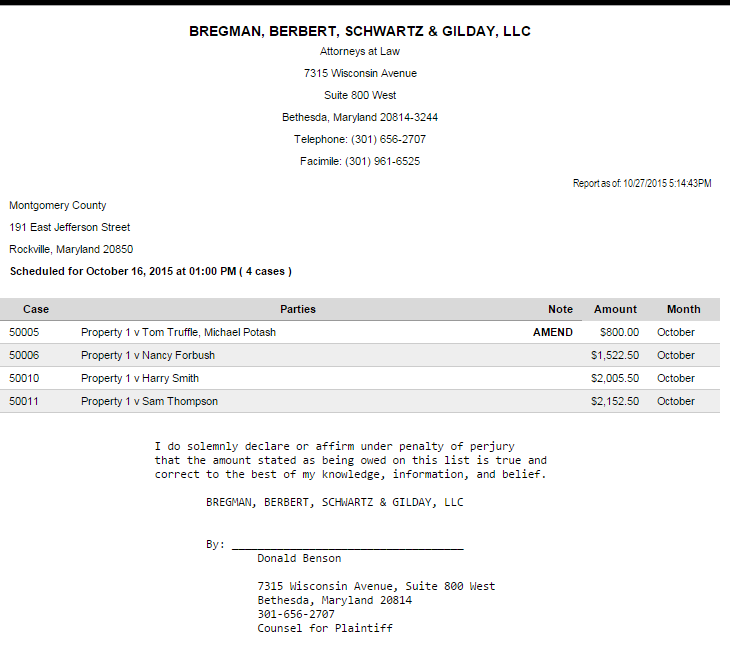 BREGMAN, BERBERT, SCHWARTZ & GILDAY, LLC
Attorneys at Law
7315 Wisconsin Avenue
Suite 800 West
Bethesda, Maryland 20814-3244
Telephone: (301) 656-2707
Facimile: (301) 961-6525
Report as of: 10/27/2015 5:14:43PM
Montgomery County
191 East Jefferson Street
Rockville, Maryland 20850
Scheduled for October 16, 2015 at 01:00 PM ( 4 cases )
Case Parties Note Amount Month
50005 Property 1 v Tom Truffle, Michael Potash AMEND $800.00 October
50006 Property 1 v Nancy Forbush $1,522.50 October
50010 Property 1 v Harry Smith $2,005.50 October
50011 Property 1 v Sam Thompson $2,152.50 October
I do solemnly declare or affirm under penalty of perjury
that the amount stated as being owed on this list is true and
correct to the best of my knowledge, information, and belief.
BREGMAN, BERBERT, SCHWARTZ & GILDAY, LLC
By: ____________________________________
Donald Benson
7315 Wisconsin Avenue, Suite 800 West
Bethesda, Maryland 20814
301-656-2707
Counsel for Plaintiff